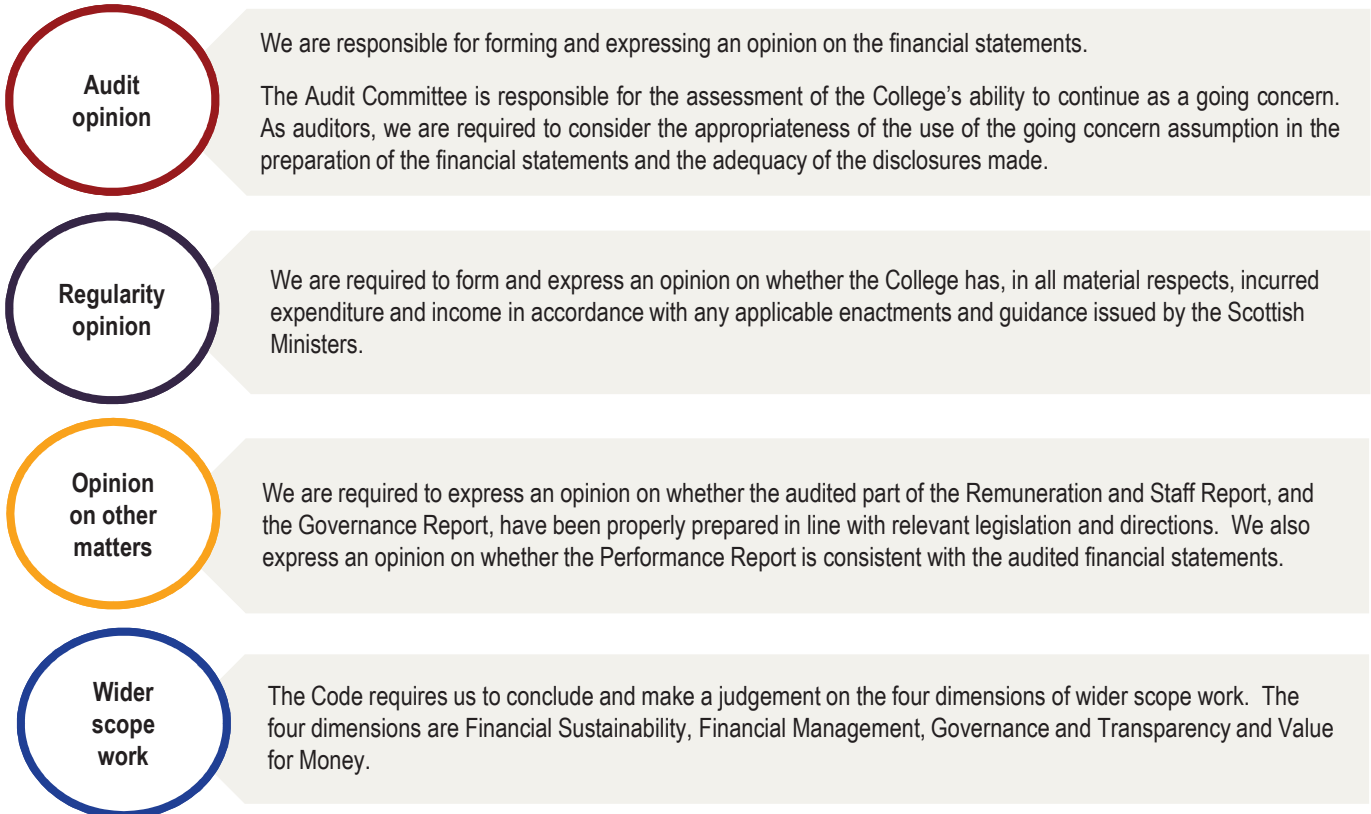 Audit
opinion
We are responsible for forming and expressing an opinion on the financial statements.
The Audit Committee is responsible for the assessment of the College's ability to continue as a going concern.
As auditors, we are required to consider the appropriateness of the use of the going concern assumption in the
preparation of the financial statements and the adequacy of the disclosures made.
Regularity
opinion
We are required to form and express an opinion on whether the College has, in all material respects, incurred
expenditure and income in accordance with any applicable enactments and guidance issued by the Scottish
Ministers.
Opinion
on other
matters
We are required to express an opinion on whether the audited part of the Remuneration and Staff Report, and
the Governance Report, have been properly prepared in line with relevant legislation and directions. We also
express an opinion on whether the Performance Report is consistent with the audited financial statements.
Wider
scope
work
The Code requires us to conclude and make a judgement on the four dimensions of wider scope work. The
four dimensions are Financial Sustainability, Financial Management, Governance and Transparency and Value
for Money.